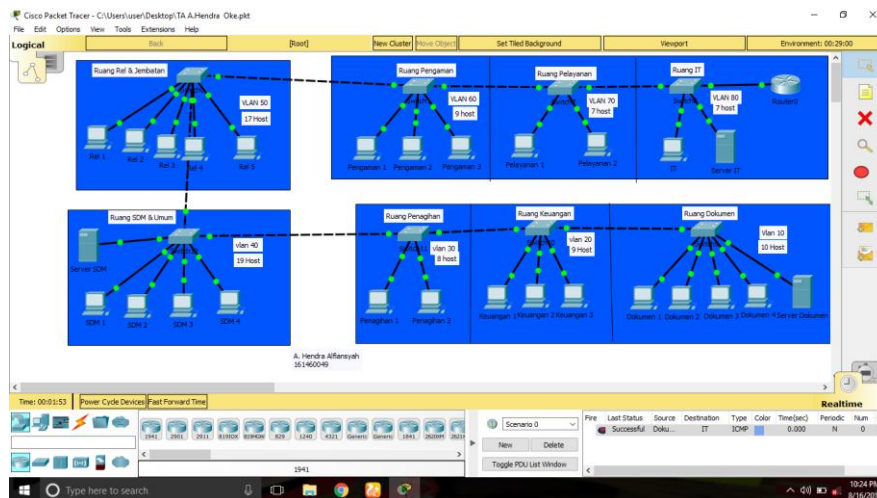 Cisco Packet Tracer - C:\Users\user\Desktop\TA A.Hendra Oke.pkt
File Edit Options View Tools Extensions Help
Logical Back [Root] New Cluster Move Object Set Tiled Background Viewport Environment: 00:29:00
Ruang Rel & Jembatan
VLAN 50
17 Host
Rel 1 Rel 2 Rel 3 Rel 4 Rel 5
Ruang Pengaman
VLAN 60
9 host
Pengaman 1 Pengaman 2 Pengaman 3
Ruang Pelayanan
VLAN 70
7 host
Pelayanan 1 Pelayanan 2
Ruang IT
VLAN 80
7 host
Router0
IT Server IT
Ruang SDM & Umum
vlan 40
19 Host
Server SDM
SDM 1 SDM 2 SDM 3 SDM 4
Ruang Penagihan
vlan 30
8 host
Penagihan 1 Penagihan 2
Ruang Keuangan
vlan 20
9 Host
Keuangan 1 Keuangan 2 Keuangan 3
Ruang Dokumen
Vlan 10
10 Host
Dokumen 1 Dokumen 2 Dokumen 3 Dokumen 4 Server Dokumen
A. Hendra Alfiansyah
161460049
Time: 00:01:53 Power Cycle Devices Fast Forward Time Realtime
1941 2901 2911 819HGW 829 1240 4321 Generic Generic 1841 2620XM
1941
Scenario 0
New Delete
Toggle PDU List Window
Fire Last Status Source Destination Type Color Time(sec) Periodic Num
Successful Doku... IT ICMP 0.000 N 0
Type here to search
10:24 PM